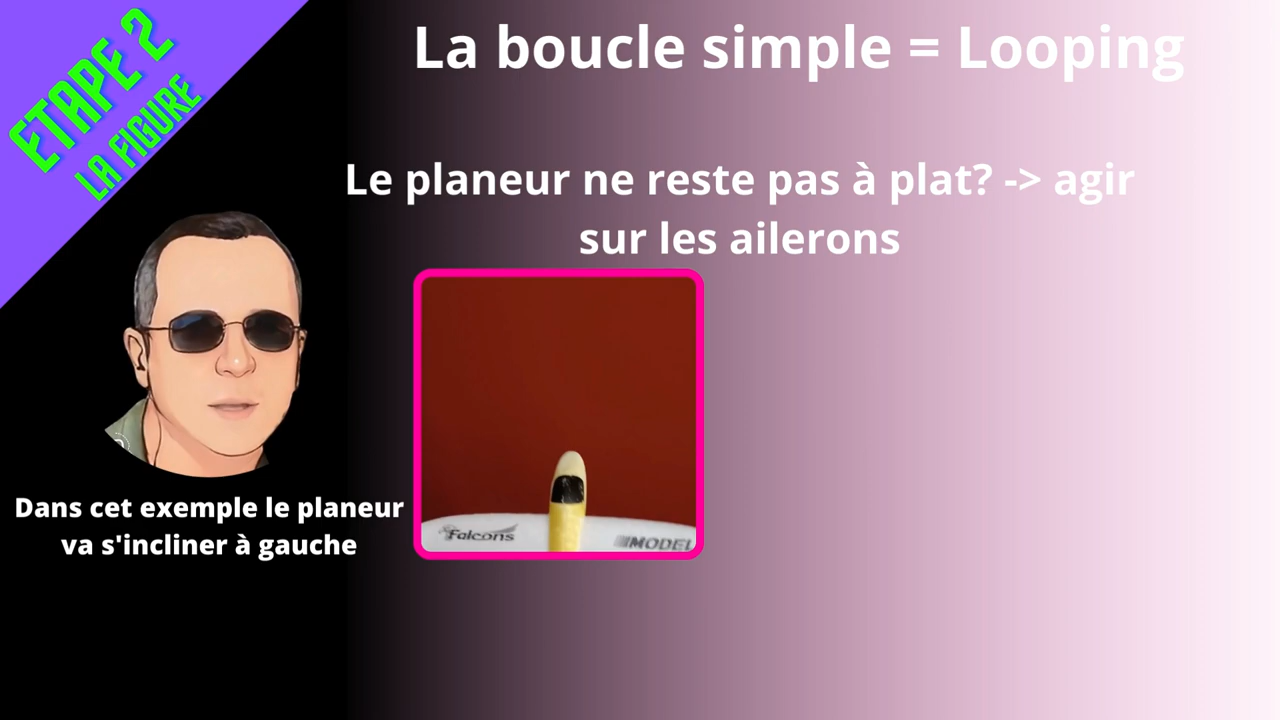 ETAPE 2
LA FIGURE
La boucle simple = Looping
Le planeur ne reste pas à plat? -> agir
sur les ailerons
Dans cet exemple le planeur
va s'incliner à gauche
Falcons
MODEL